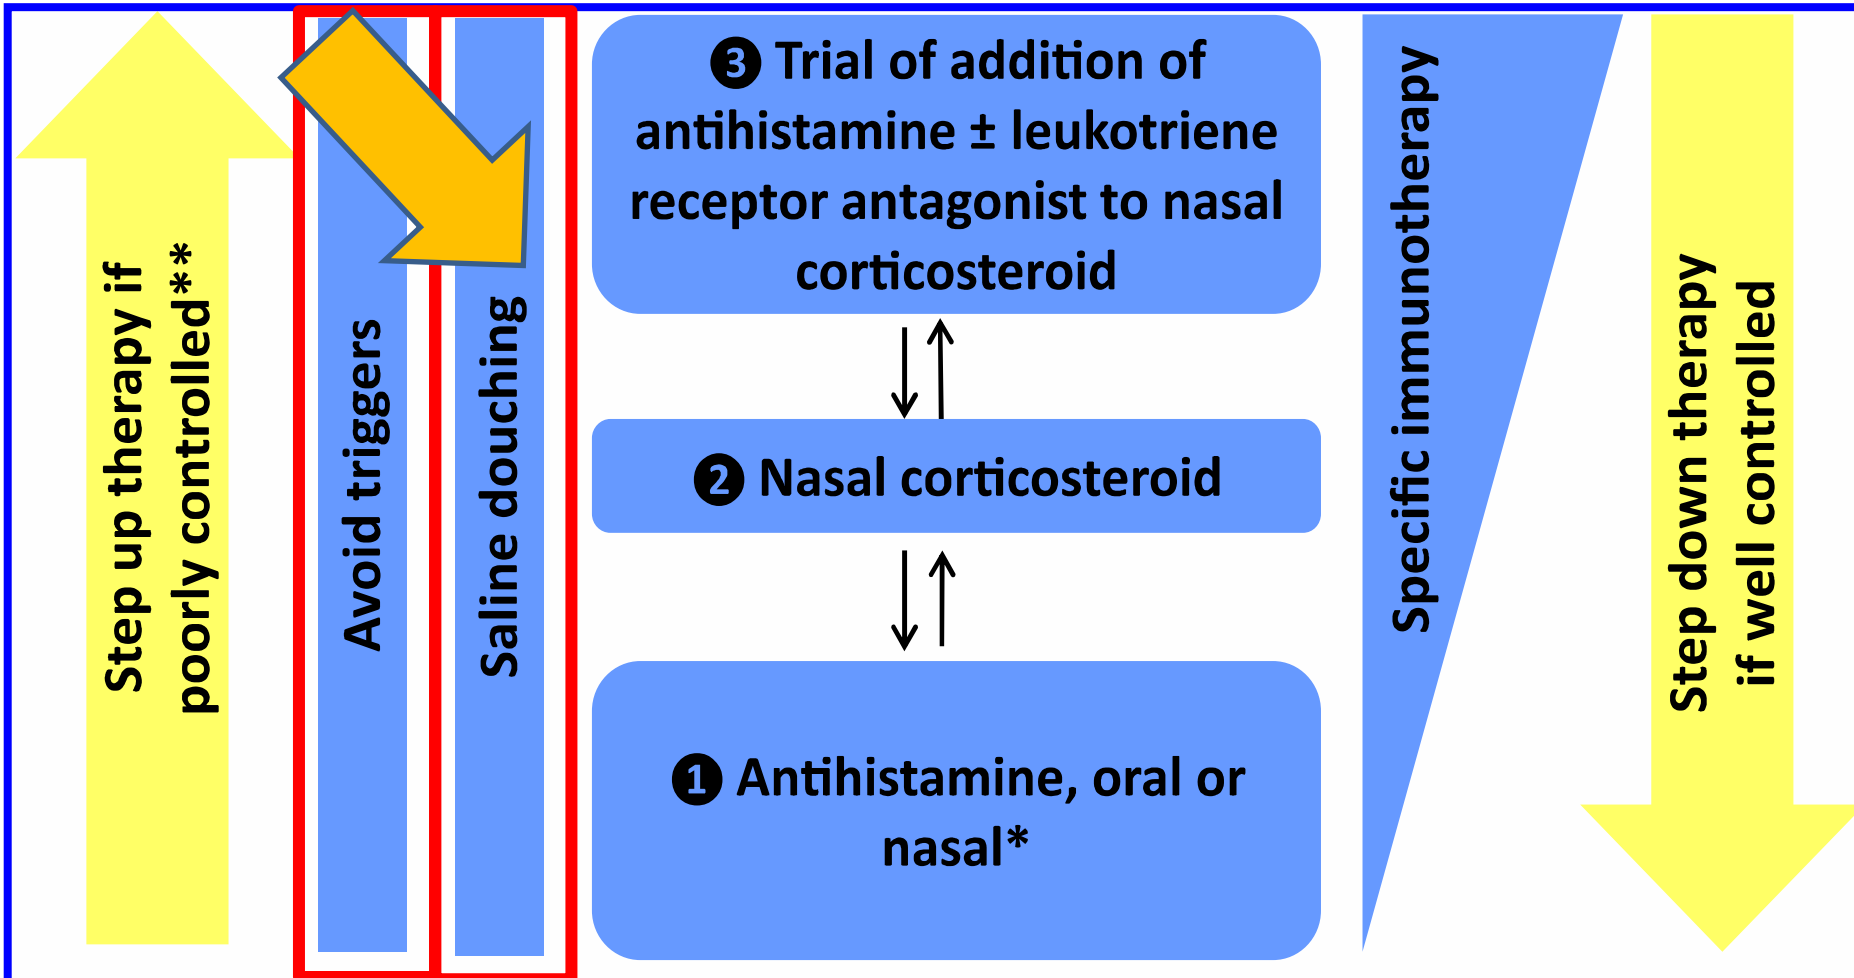 Step up therapy if
poorly controlled**
Avoid triggers
Saline douching
❸ Trial of addition of
antihistamine ± leukotriene
receptor antagonist to nasal
corticosteroid
❷ Nasal corticosteroid
❶ Antihistamine, oral or
nasal*
Specific immunotherapy
Step down therapy
if well controlled